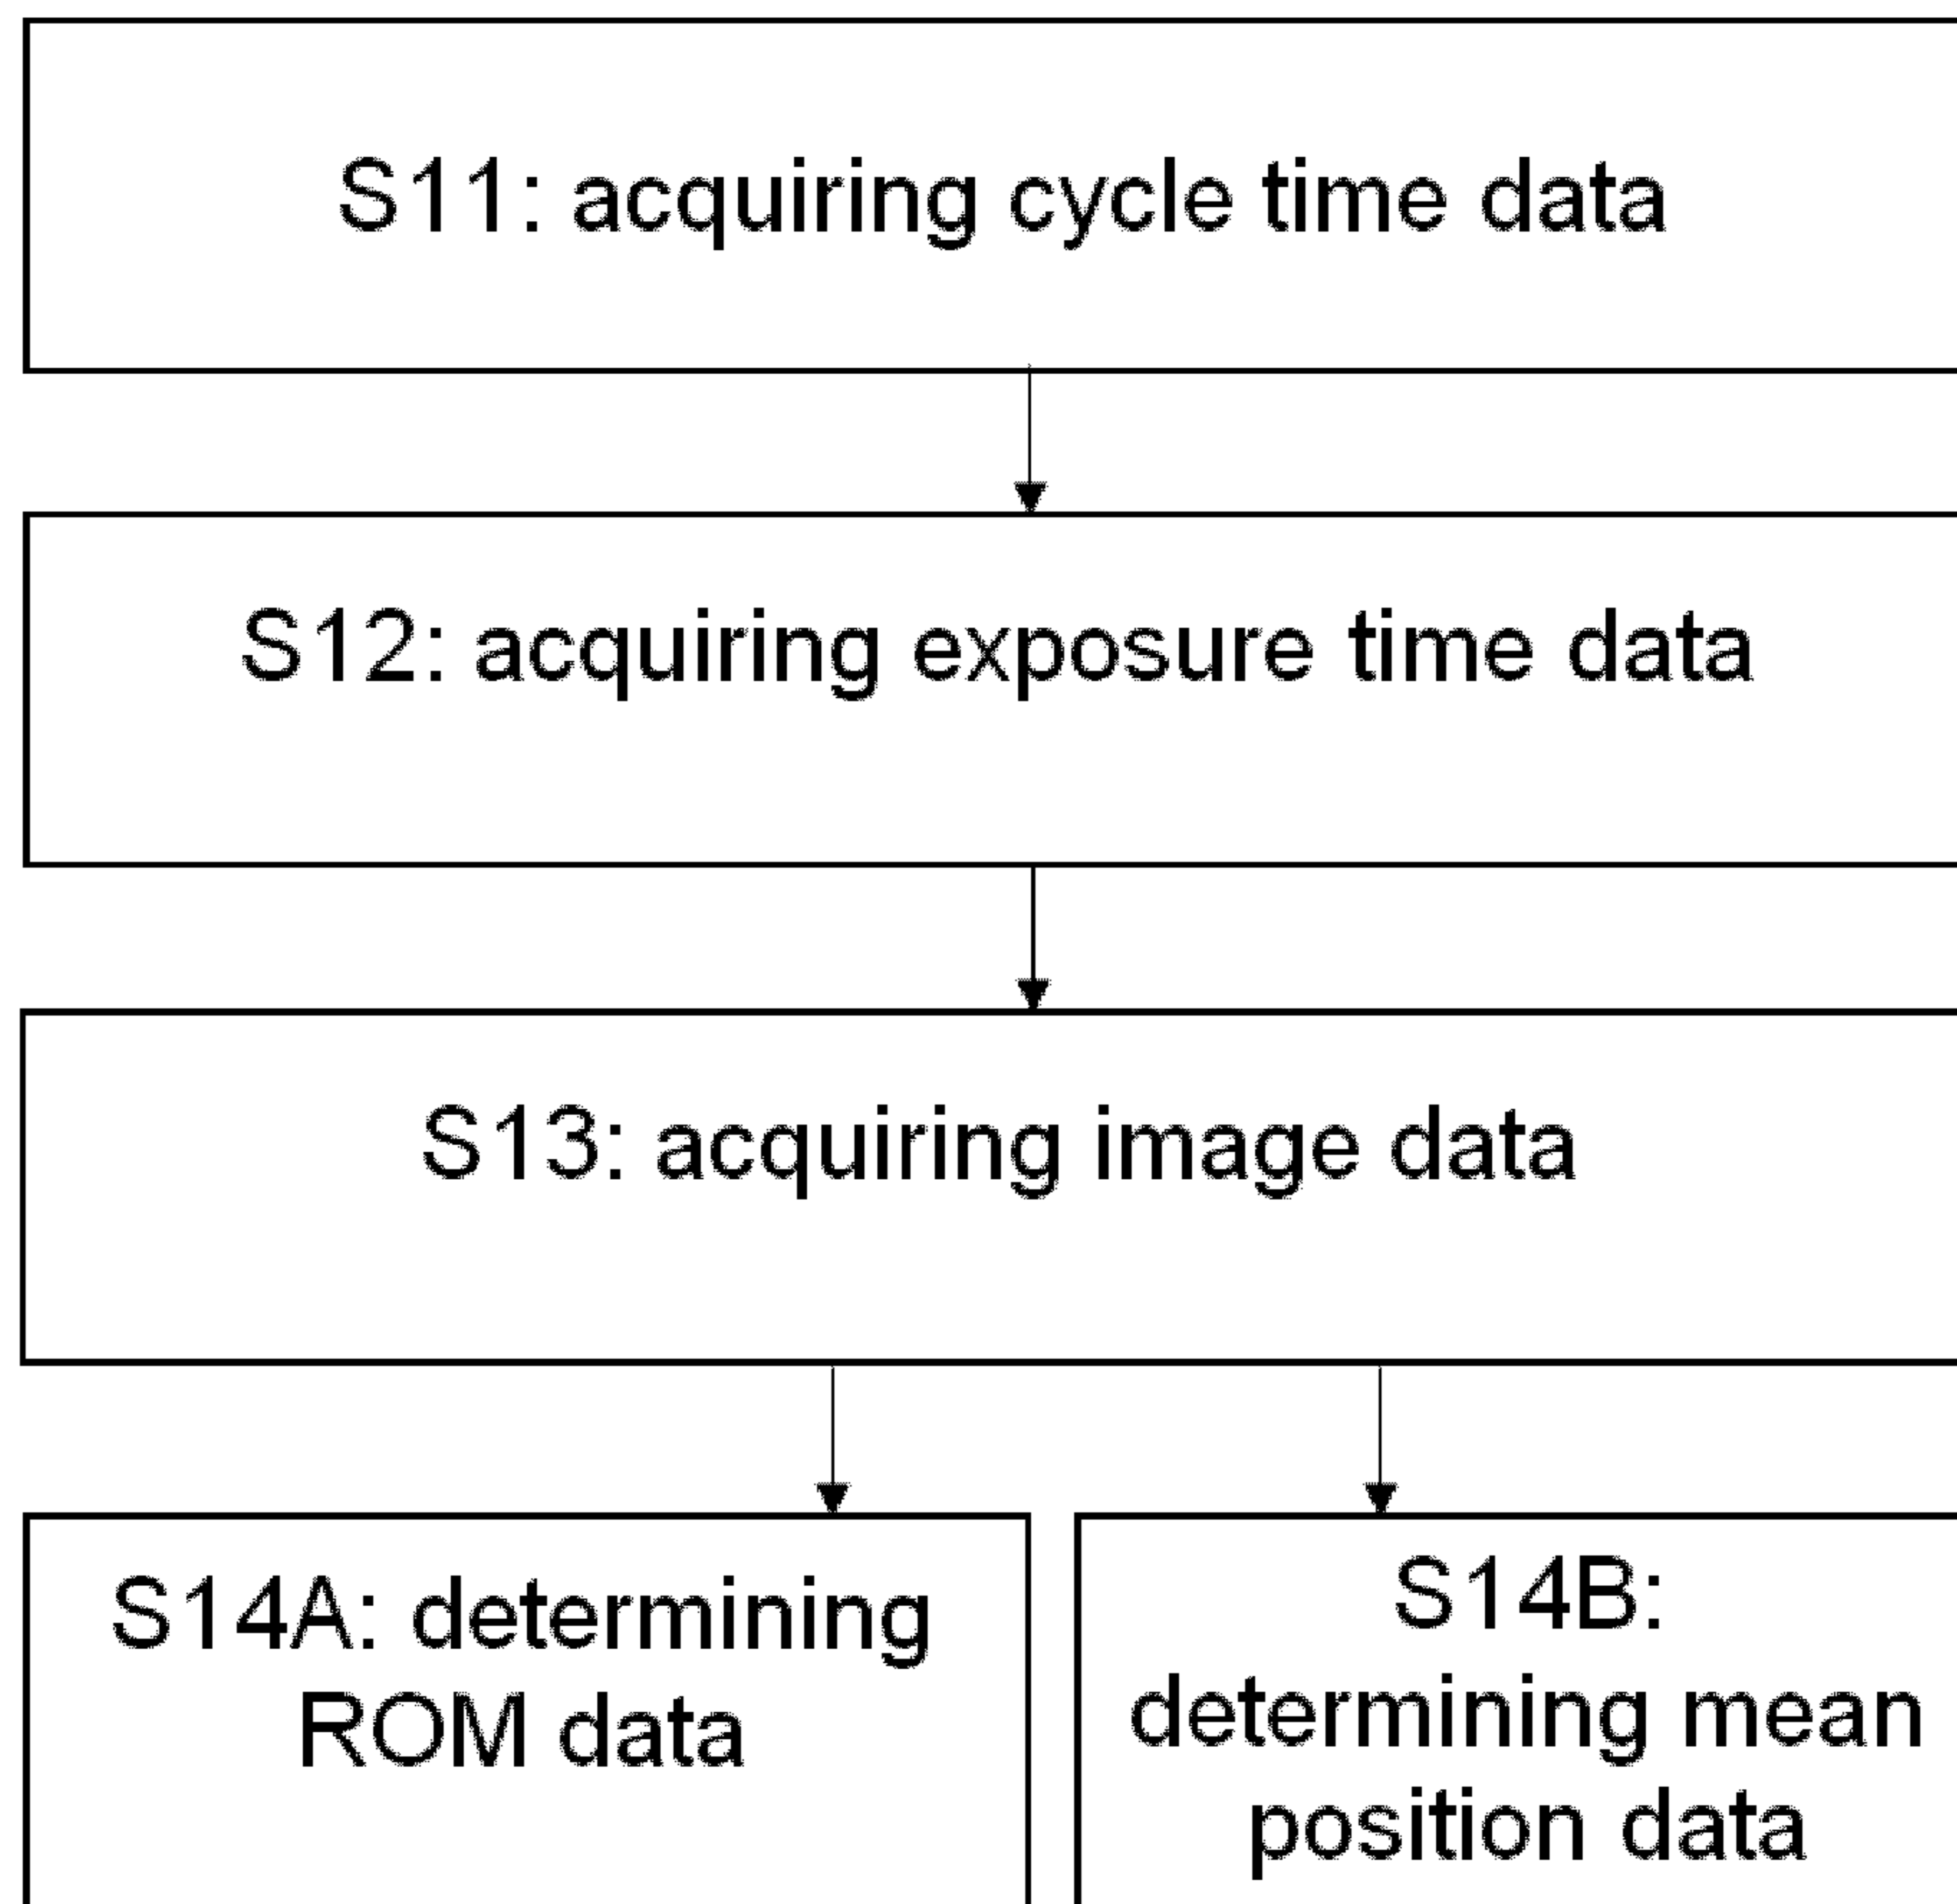 S11: acquiring cycle time data
S12: acquiring exposure time data
S13: acquiring image data
S14A: determining
ROM data
S14B:
determining mean
position data